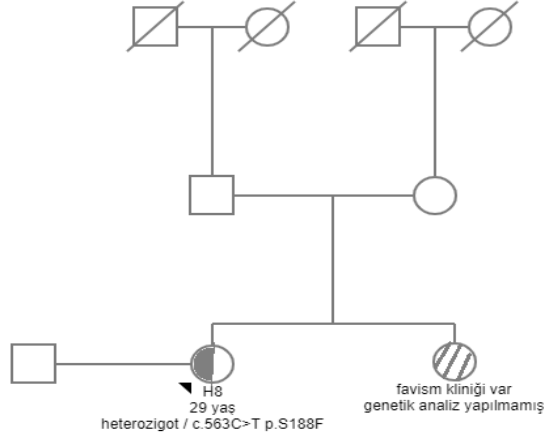 H8
29 yaş
heterozigot / c.563C>T p.S188F
favism kliniği var
genetik analiz yapılmamış